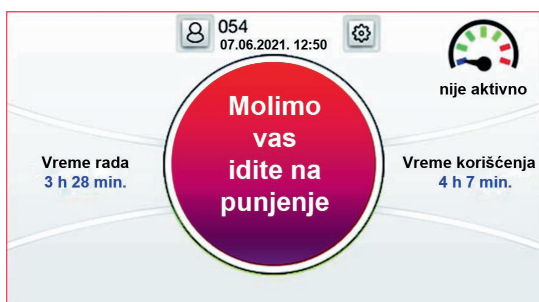 054
07.06.2021. 12:50
nije aktivno
Molimo
vas
idite na
punjenje
Vreme rada
3 h 28 min.
Vreme korišćenja
4 h 7 min.